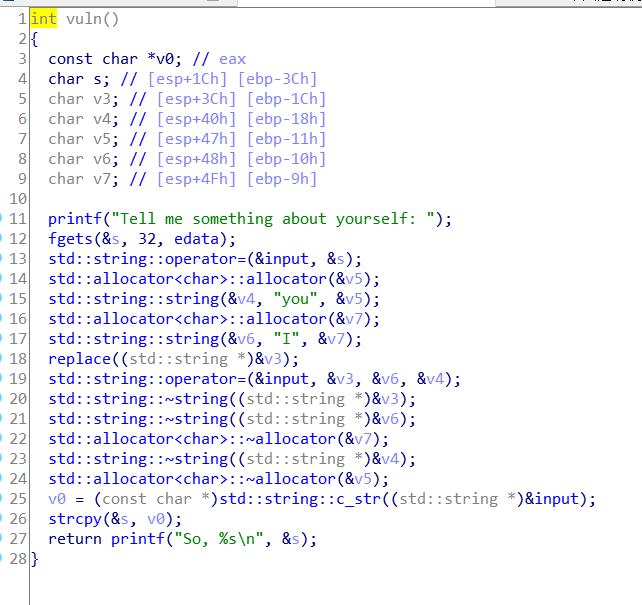 1 int vuln()
2 {
3 const char *v0; // eax
4 char s; // [esp+1Ch] [ebp-3Ch]
5 char v3; // [esp+3Ch] [ebp-1Ch]
6 char v4; // [esp+40h] [ebp-18h]
7 char v5; // [esp+47h] [ebp-11h]
8 char v6; // [esp+48h] [ebp-10h]
9 char v7; // [esp+4Fh] [ebp-9h]
10
11 printf("Tell me something about yourself: ");
12 fgets(&s, 32, edata);
13 std::string::operator=(&input, &s);
14 std::allocator<char>::allocator(&v5);
15 std::string::string(&v4, "you", &v5);
16 std::allocator<char>::allocator(&v7);
17 std::string::string(&v6, "I", &v7);
18 replace((std::string *)&v3);
19 std::string::operator=(&input, &v3, &v6, &v4);
20 std::string::~string((std::string *)&v3);
21 std::string::~string((std::string *)&v6);
22 std::allocator<char>::~allocator(&v7);
23 std::string::~string((std::string *)&v4);
24 std::allocator<char>::~allocator(&v5);
25 v0 = (const char *)std::string::c_str((std::string *)&input);
26 strcpy(&s, v0);
27 return printf("So, %s\n", &s);
28 }